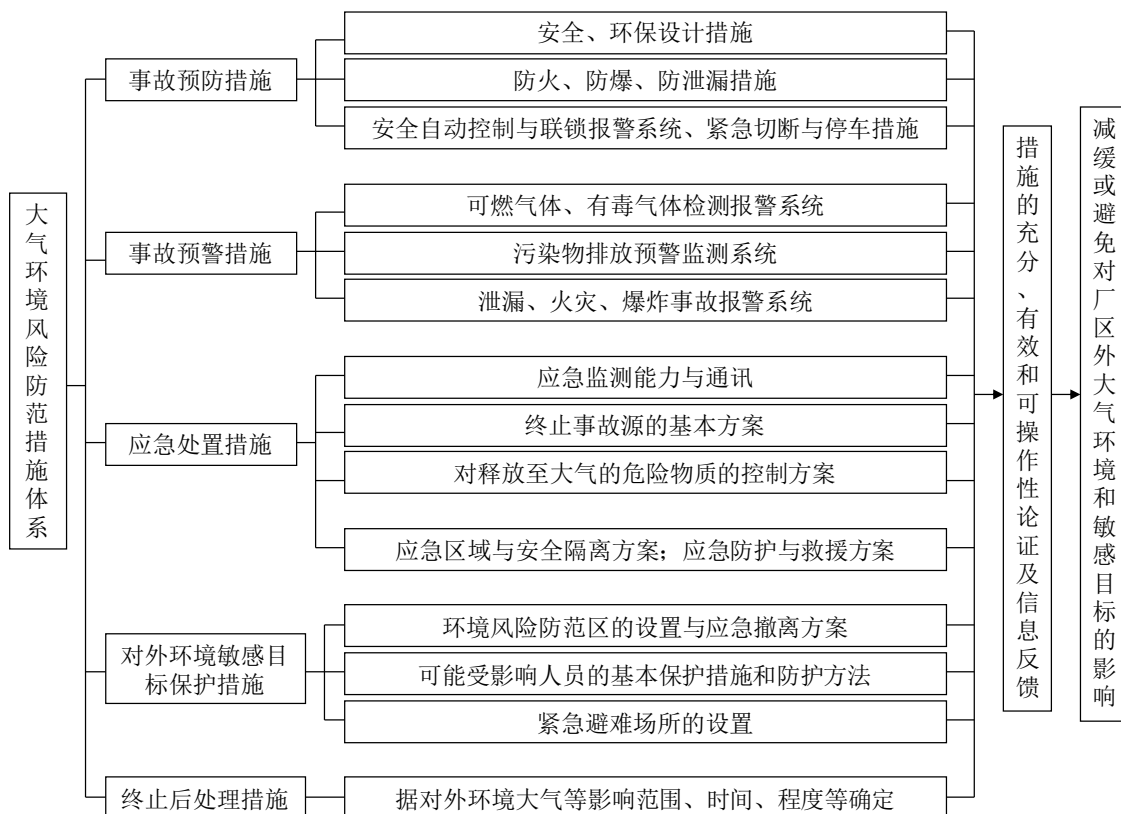 大气环境风险防范措施体系
事故预防措施
安全、环保设计措施
防火、防爆、防泄漏措施
安全自动控制与联锁报警系统、紧急切断与停车措施
事故预警措施
可燃气体、有毒气体检测报警系统
污染物排放预警监测系统
泄漏、火灾、爆炸事故报警系统
应急处置措施
应急监测能力与通讯
终止事故源的基本方案
对释放至大气的危险物质的控制方案
应急区域与安全隔离方案；应急防护与救援方案
对外环境敏感目
标保护措施
环境风险防范区的设置与应急撤离方案
可能受影响人员的基本保护措施和防护方法
紧急避难场所的设置
终止后处理措施
据对外环境大气等影响范围、时间、程度等确定
措施的充分、有效和可操作性论证及信息反馈
减缓或避免对厂区外大气环境和敏感目标的影响